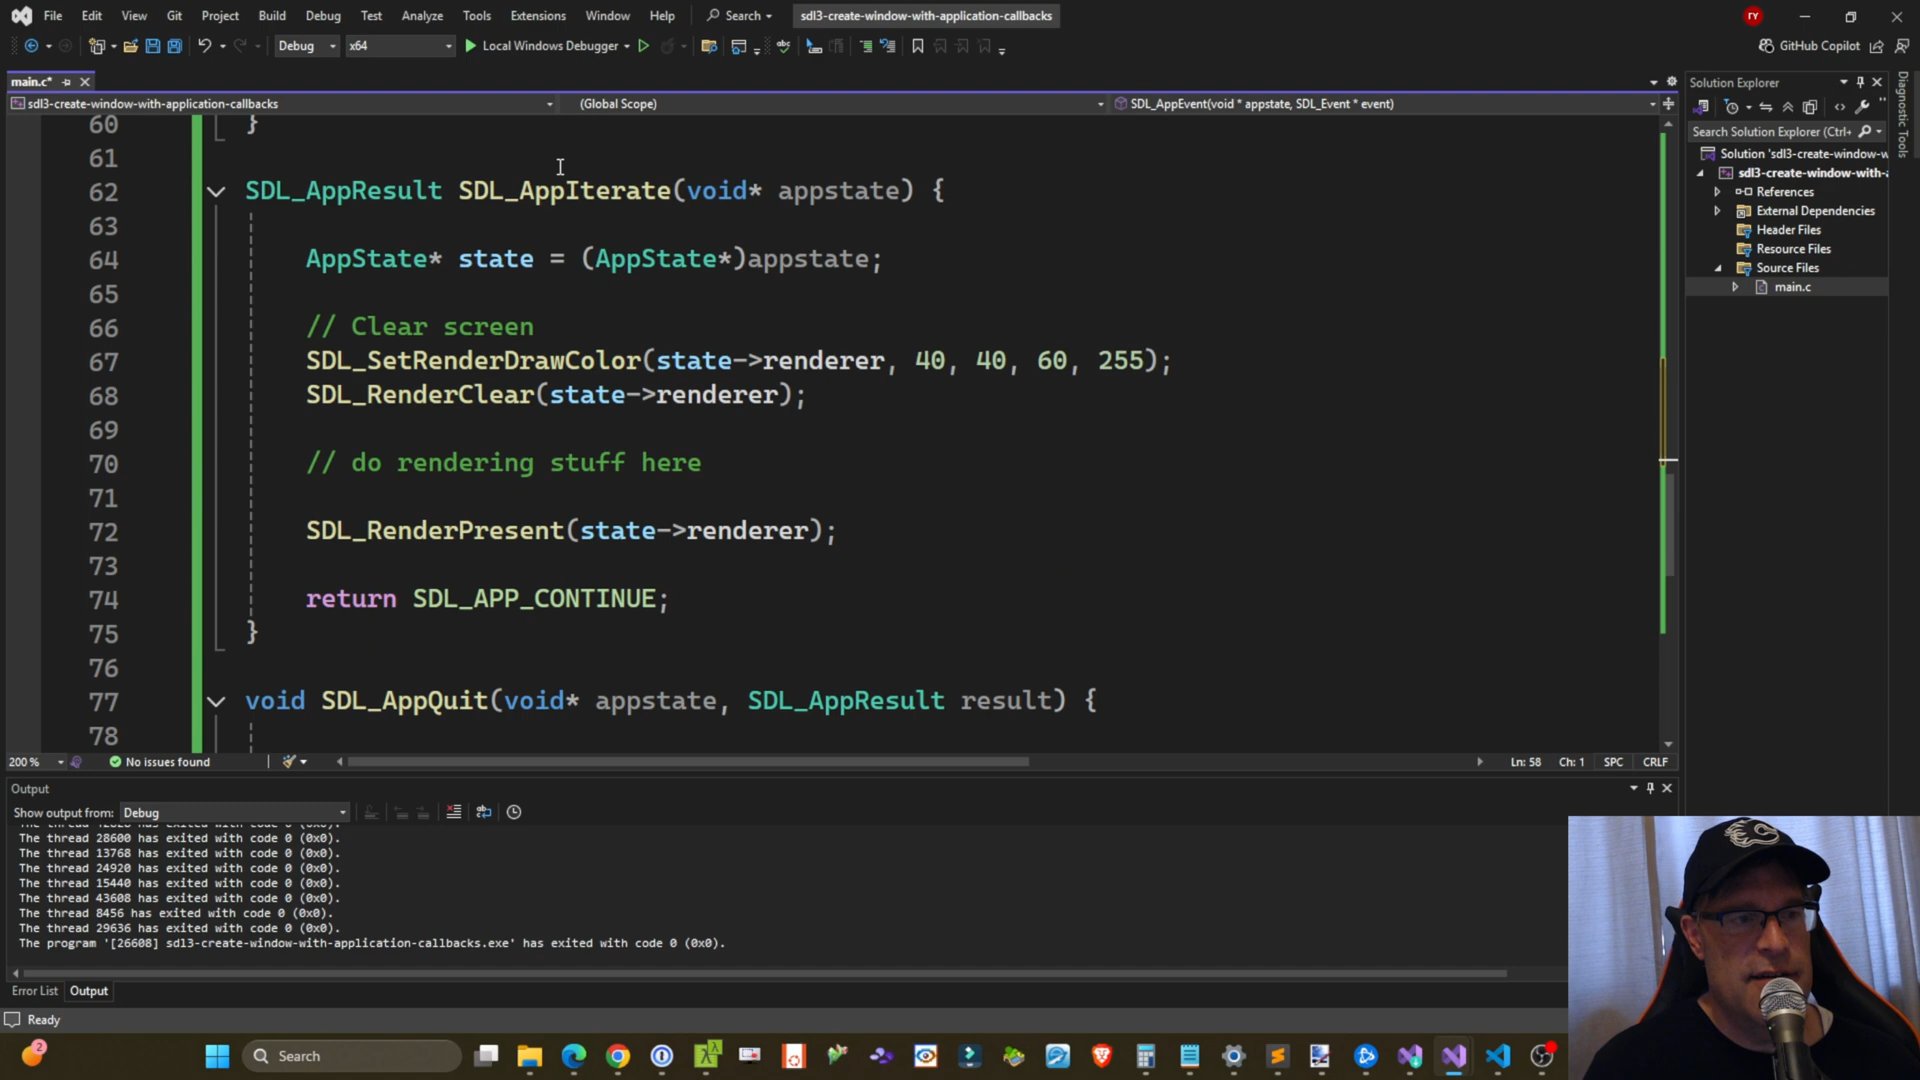 File Edit View Git Project Build Debug Test Analyze Tools Extensions Window Help Search sdl3-create-window-with-application-callbacks RY
Debug x64 Local Windows Debugger GitHub Copilot
main.c*
sdl3-create-window-with-application-callbacks (Global Scope) SDL_AppEvent(void * appstate, SDL_Event * event)
60 }
61
62 SDL_AppResult SDL_AppIterate(void* appstate) {
63
64 AppState* state = (AppState*)appstate;
65
66 // Clear screen
67 SDL_SetRenderDrawColor(state->renderer, 40, 40, 60, 255);
68 SDL_RenderClear(state->renderer);
69
70 // do rendering stuff here
71
72 SDL_RenderPresent(state->renderer);
73
74 return SDL_APP_CONTINUE;
75 }
76
77 void SDL_AppQuit(void* appstate, SDL_AppResult result) {
78
200 % No issues found Ln: 58 Ch: 1 SPC CRLF
Solution Explorer
Search Solution Explorer (Ctrl+
Solution 'sdl3-create-window-w
sdl3-create-window-with-
References
External Dependencies
Header Files
Resource Files
Source Files
main.c
Diagnostic Tools
Output
Show output from: Debug
The thread 28600 has exited with code 0 (0x0).
The thread 13768 has exited with code 0 (0x0).
The thread 24920 has exited with code 0 (0x0).
The thread 15440 has exited with code 0 (0x0).
The thread 43608 has exited with code 0 (0x0).
The thread 8456 has exited with code 0 (0x0).
The thread 29636 has exited with code 0 (0x0).
The program '[26608] sdl3-create-window-with-application-callbacks.exe' has exited with code 0 (0x0).
Error List Output
Ready
2 Search